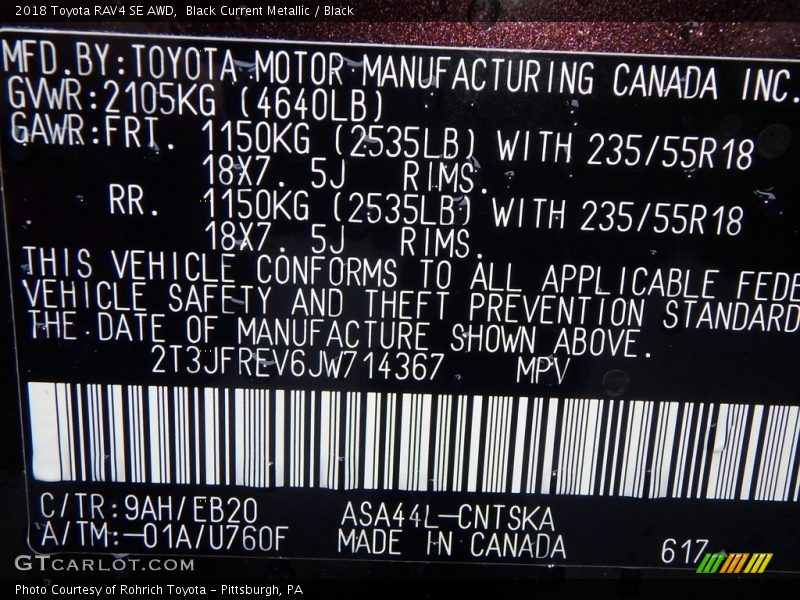 2018 Toyota RAV4 SE AWD,  Black Current Metallic / Black
MFD.BY:TOYOTA MOTOR MANUFACTURING CANADA INC.
GVWR:2105KG (4640LB)
GAWR:FRT. 1150KG (2535LB) WITH 235/55R18
18X7.5J RIMS.
RR. 1150KG (2535LB) WITH 235/55R18
18X7.5J RIMS.
THIS VEHICLE CONFORMS TO ALL APPLICABLE FEDE
VEHICLE SAFETY AND THEFT PREVENTION STANDARD
THE DATE OF MANUFACTURE SHOWN ABOVE.
2T3JFREV6JW714367 MPV
C/TR:9AH/EB20 ASA44L-CNTSKA
A/TM:-01A/U760F MADE IN CANADA 617
GTCARLOT.COM
Photo Courtesy of Rohrich Toyota - Pittsburgh, PA